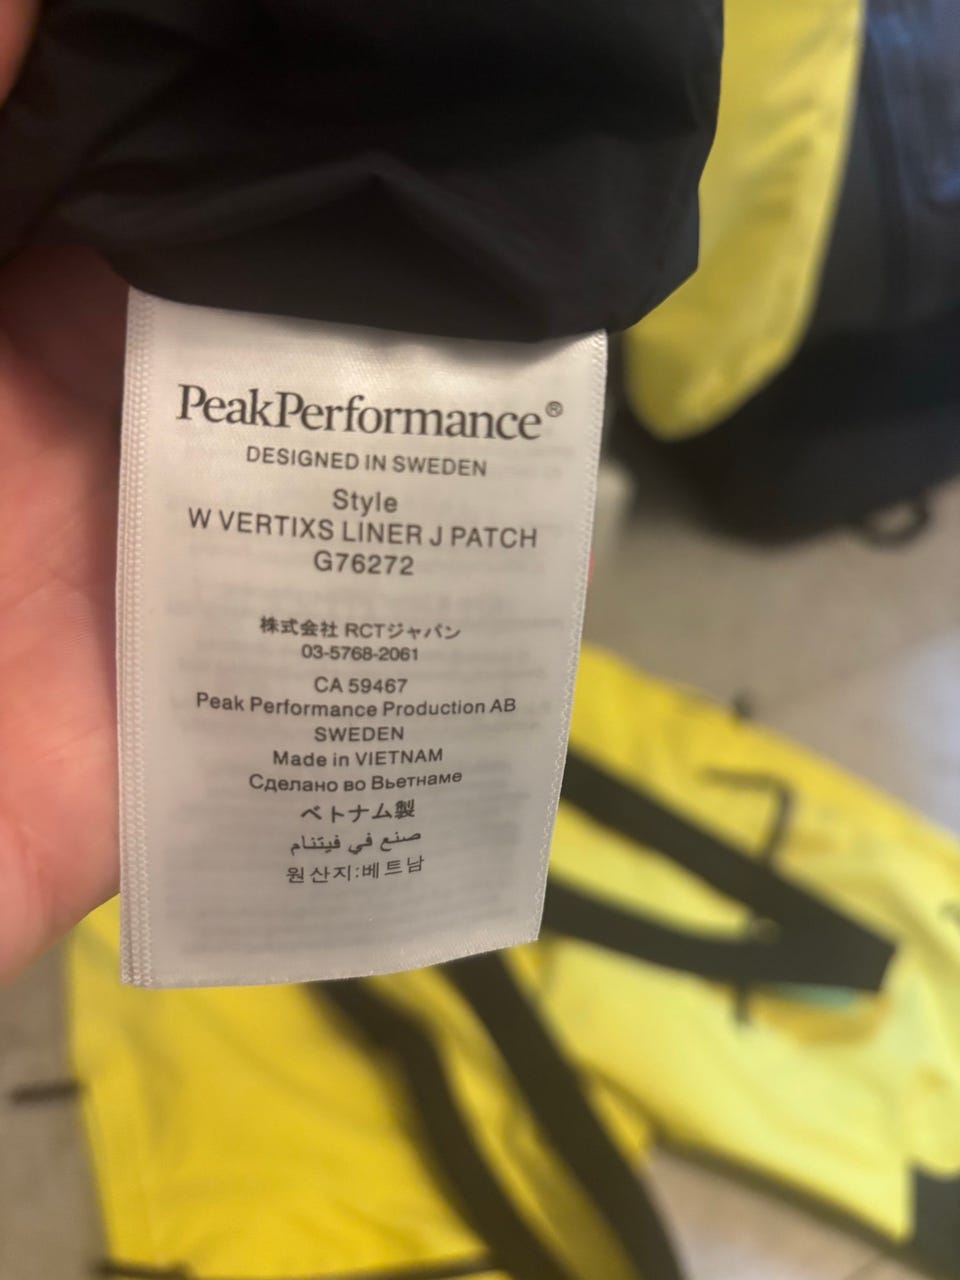 PeakPerformance®
DESIGNED IN SWEDEN
Style
W VERTIXS LINER J PATCH
G76272
株式会社 RCTジャパン
03-5768-2061
CA 59467
Peak Performance Production AB
SWEDEN
Made in VIETNAM
Сделано во Вьетнаме
ベトナム製
صنع في فيتنام
원산지:베트남